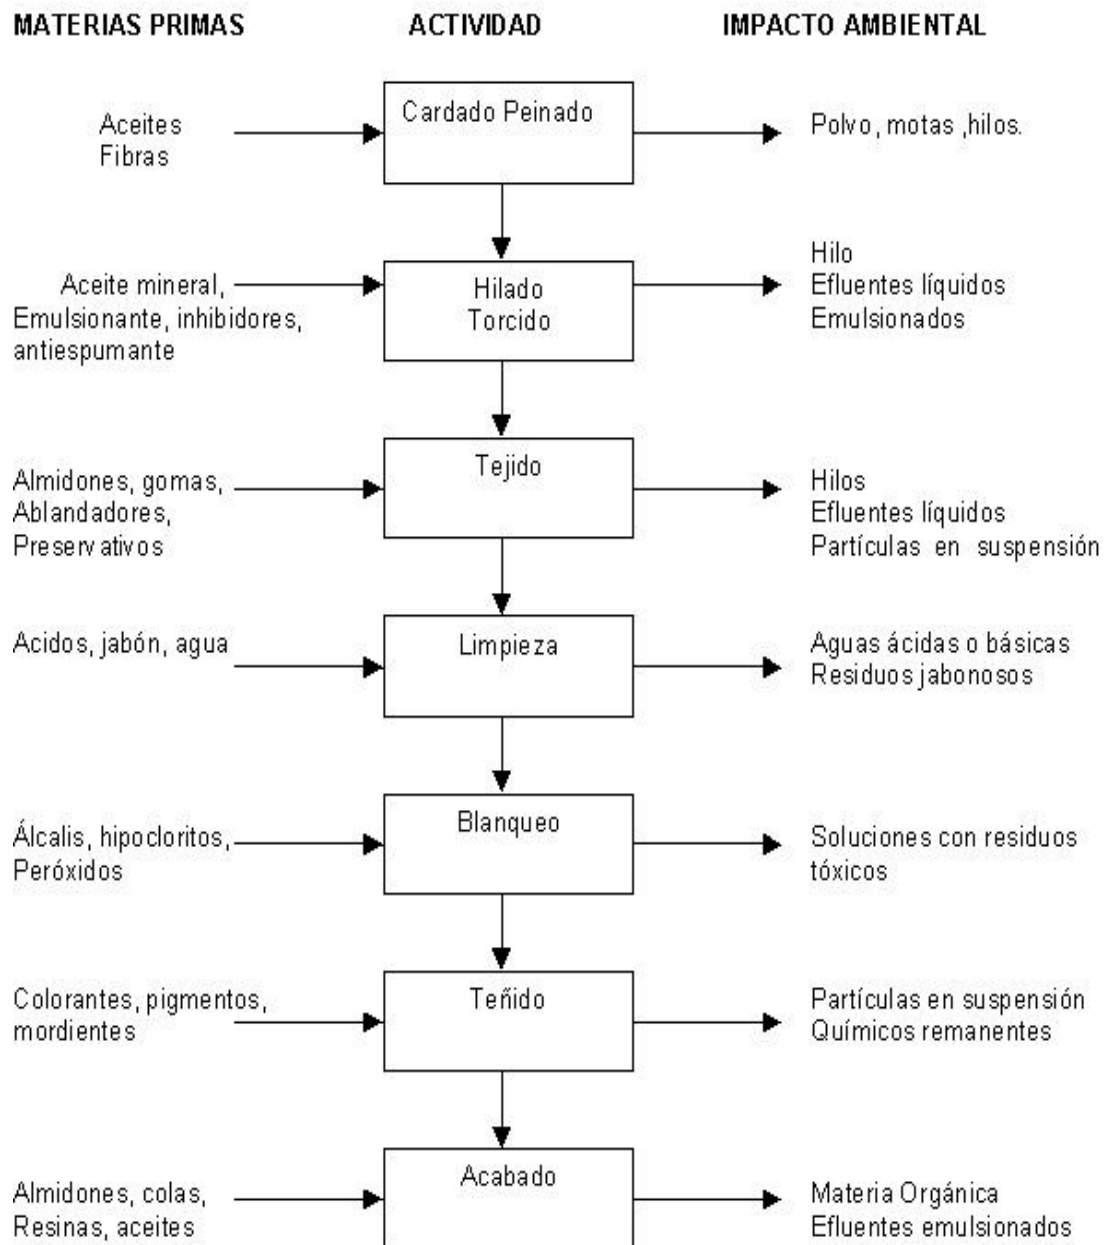 MATERIAS PRIMAS
ACTIVIDAD
IMPACTO AMBIENTAL
Aceites
Fibras
Cardado Peinado
Polvo, motas ,hilos.
Aceite mineral,
Emulsionante, inhibidores,
antiespumante
Hilado
Torcido
Hilo
Efluentes líquidos
Emulsionados
Almidones, gomas,
Ablandadores,
Preservativos
Tejido
Hilos
Efluentes líquidos
Partículas en suspensión
Acidos, jabón, agua
Limpieza
Aguas ácidas o básicas
Residuos jabonosos
Álcalis, hipocloritos,
Peróxidos
Blanqueo
Soluciones con residuos
tóxicos
Colorantes, pigmentos,
mordientes
Teñido
Partículas en suspensión
Químicos remanentes
Almidones, colas,
Resinas, aceites
Acabado
Materia Orgánica
Efluentes emulsionados